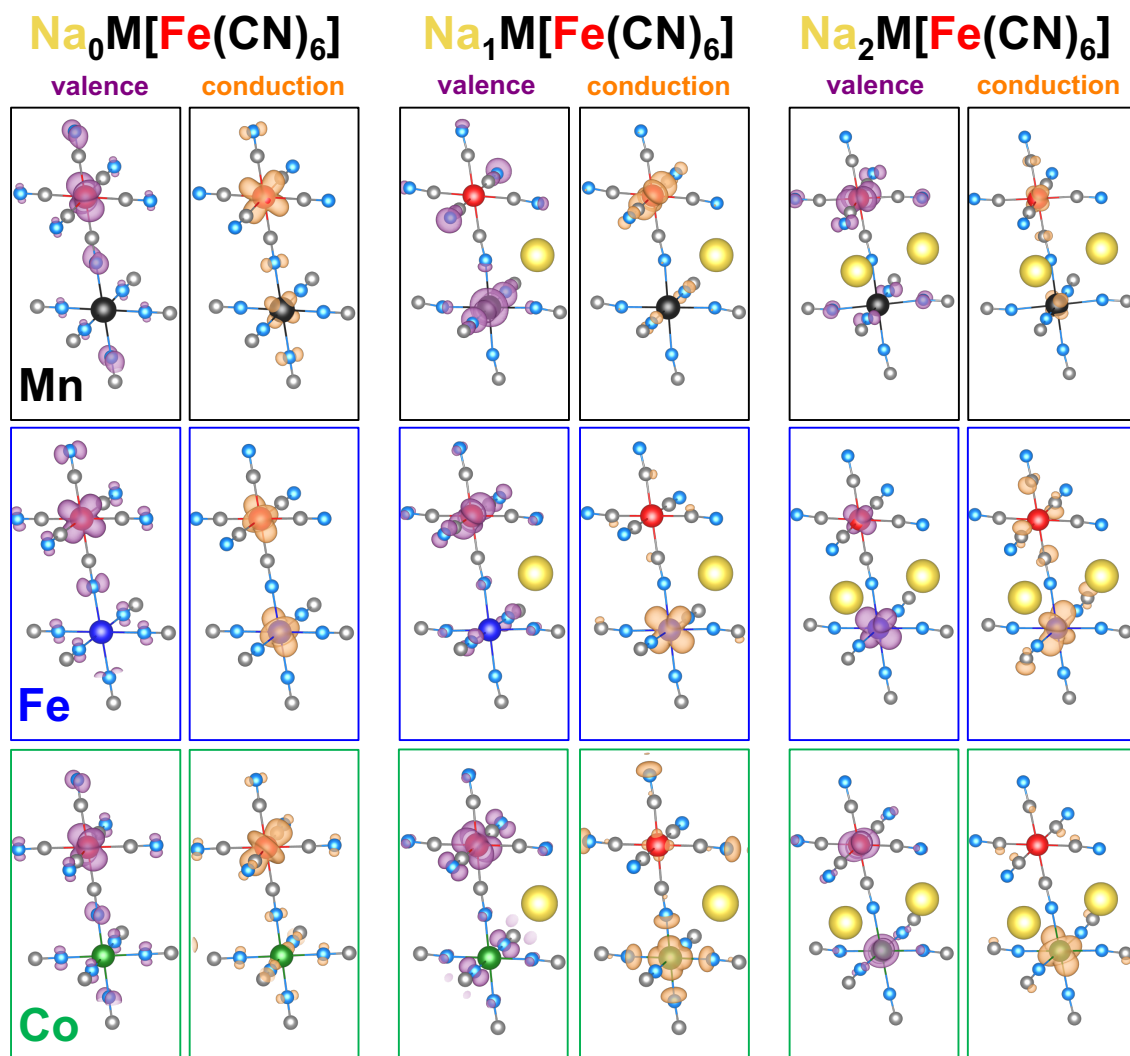 Na₀M[Fe(CN)₆] Na₁M[Fe(CN)₆] Na₂M[Fe(CN)₆]
valence conduction valence conduction valence conduction
Mn
Fe
Co